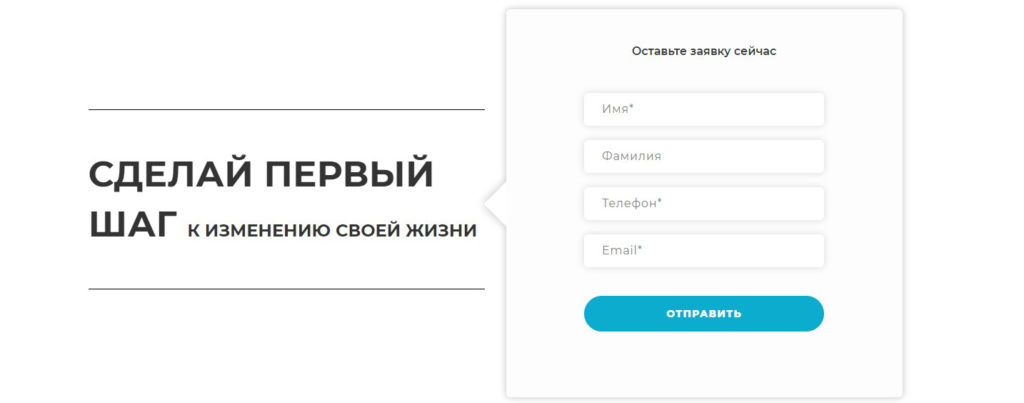 СДЕЛАЙ ПЕРВЫЙ
ШАГ К ИЗМЕНЕНИЮ СВОЕЙ ЖИЗНИ
Оставьте заявку сейчас
Имя*
Фамилия
Телефон*
Email*
ОТПРАВИТЬ